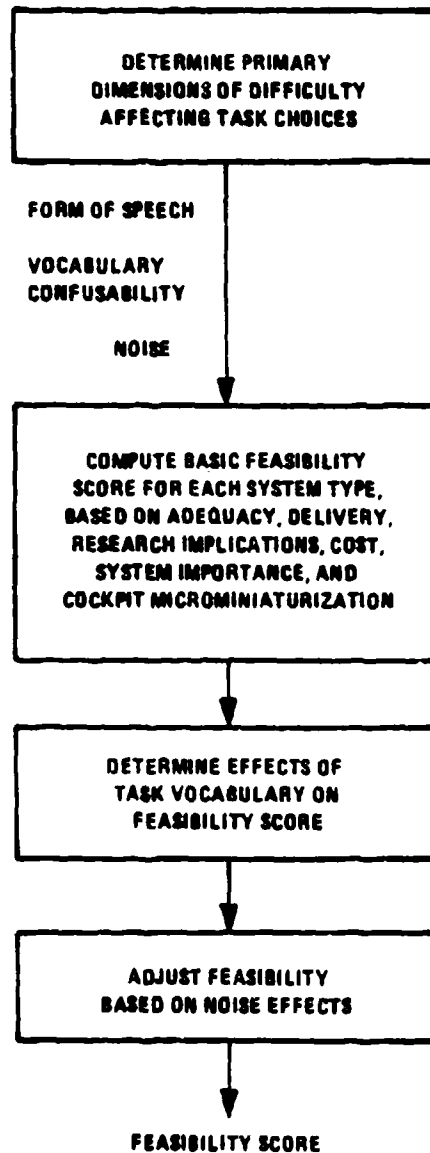 DETERMINE PRIMARY
DIMENSIONS OF DIFFICULTY
AFFECTING TASK CHOICES
FORM OF SPEECH
VOCABULARY
CONFUSABILITY
NOISE
COMPUTE BASIC FEASIBILITY
SCORE FOR EACH SYSTEM TYPE,
BASED ON ADEQUACY, DELIVERY,
RESEARCH IMPLICATIONS, COST,
SYSTEM IMPORTANCE, AND
COCKPIT MICROMINIATURIZATION
DETERMINE EFFECTS OF
TASK VOCABULARY ON
FEASIBILITY SCORE
ADJUST FEASIBILITY
BASED ON NOISE EFFECTS
FEASIBILITY SCORE